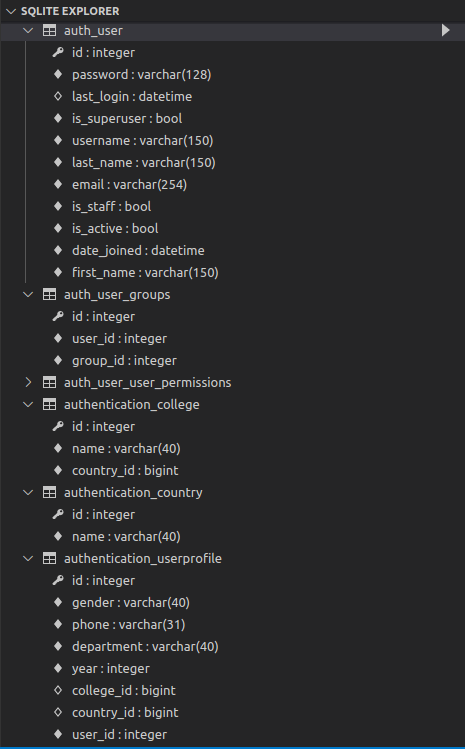 SQLITE EXPLORER
auth_user
id : integer
password : varchar(128)
last_login : datetime
is_superuser : bool
username : varchar(150)
last_name : varchar(150)
email : varchar(254)
is_staff : bool
is_active : bool
date_joined : datetime
first_name : varchar(150)
auth_user_groups
id : integer
user_id : integer
group_id : integer
auth_user_user_permissions
authentication_college
id : integer
name : varchar(40)
country_id : bigint
authentication_country
id : integer
name : varchar(40)
authentication_userprofile
id : integer
gender : varchar(40)
phone : varchar(31)
department : varchar(40)
year : integer
college_id : bigint
country_id : bigint
user_id : integer